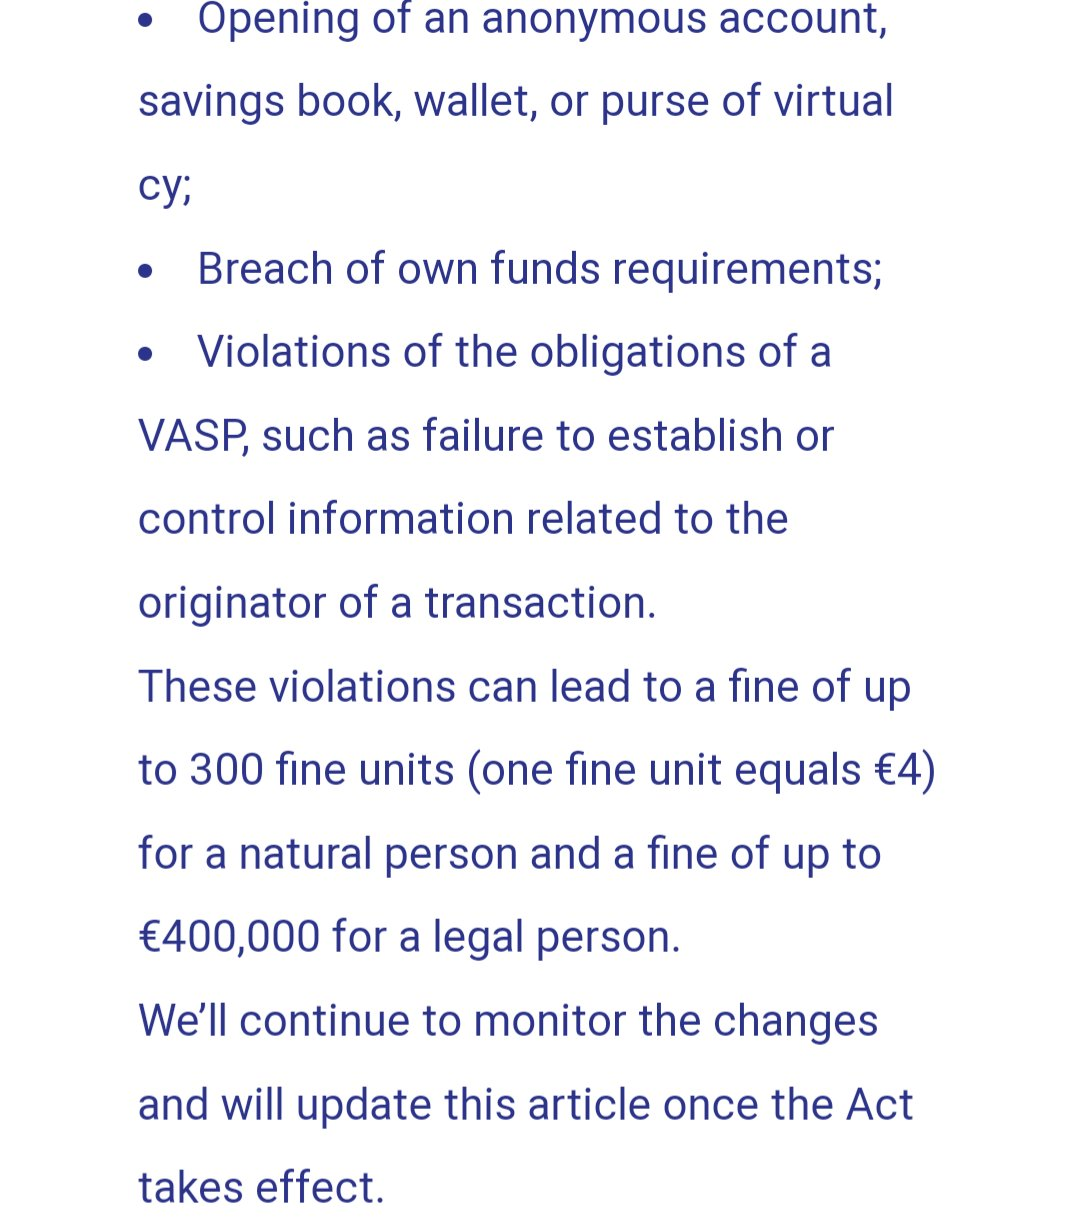 • Opening of an anonymous account,
savings book, wallet, or purse of virtual
cy;
• Breach of own funds requirements;
• Violations of the obligations of a
VASP, such as failure to establish or
control information related to the
originator of a transaction.
These violations can lead to a fine of up
to 300 fine units (one fine unit equals €4)
for a natural person and a fine of up to
€400,000 for a legal person.
We’ll continue to monitor the changes
and will update this article once the Act
takes effect.